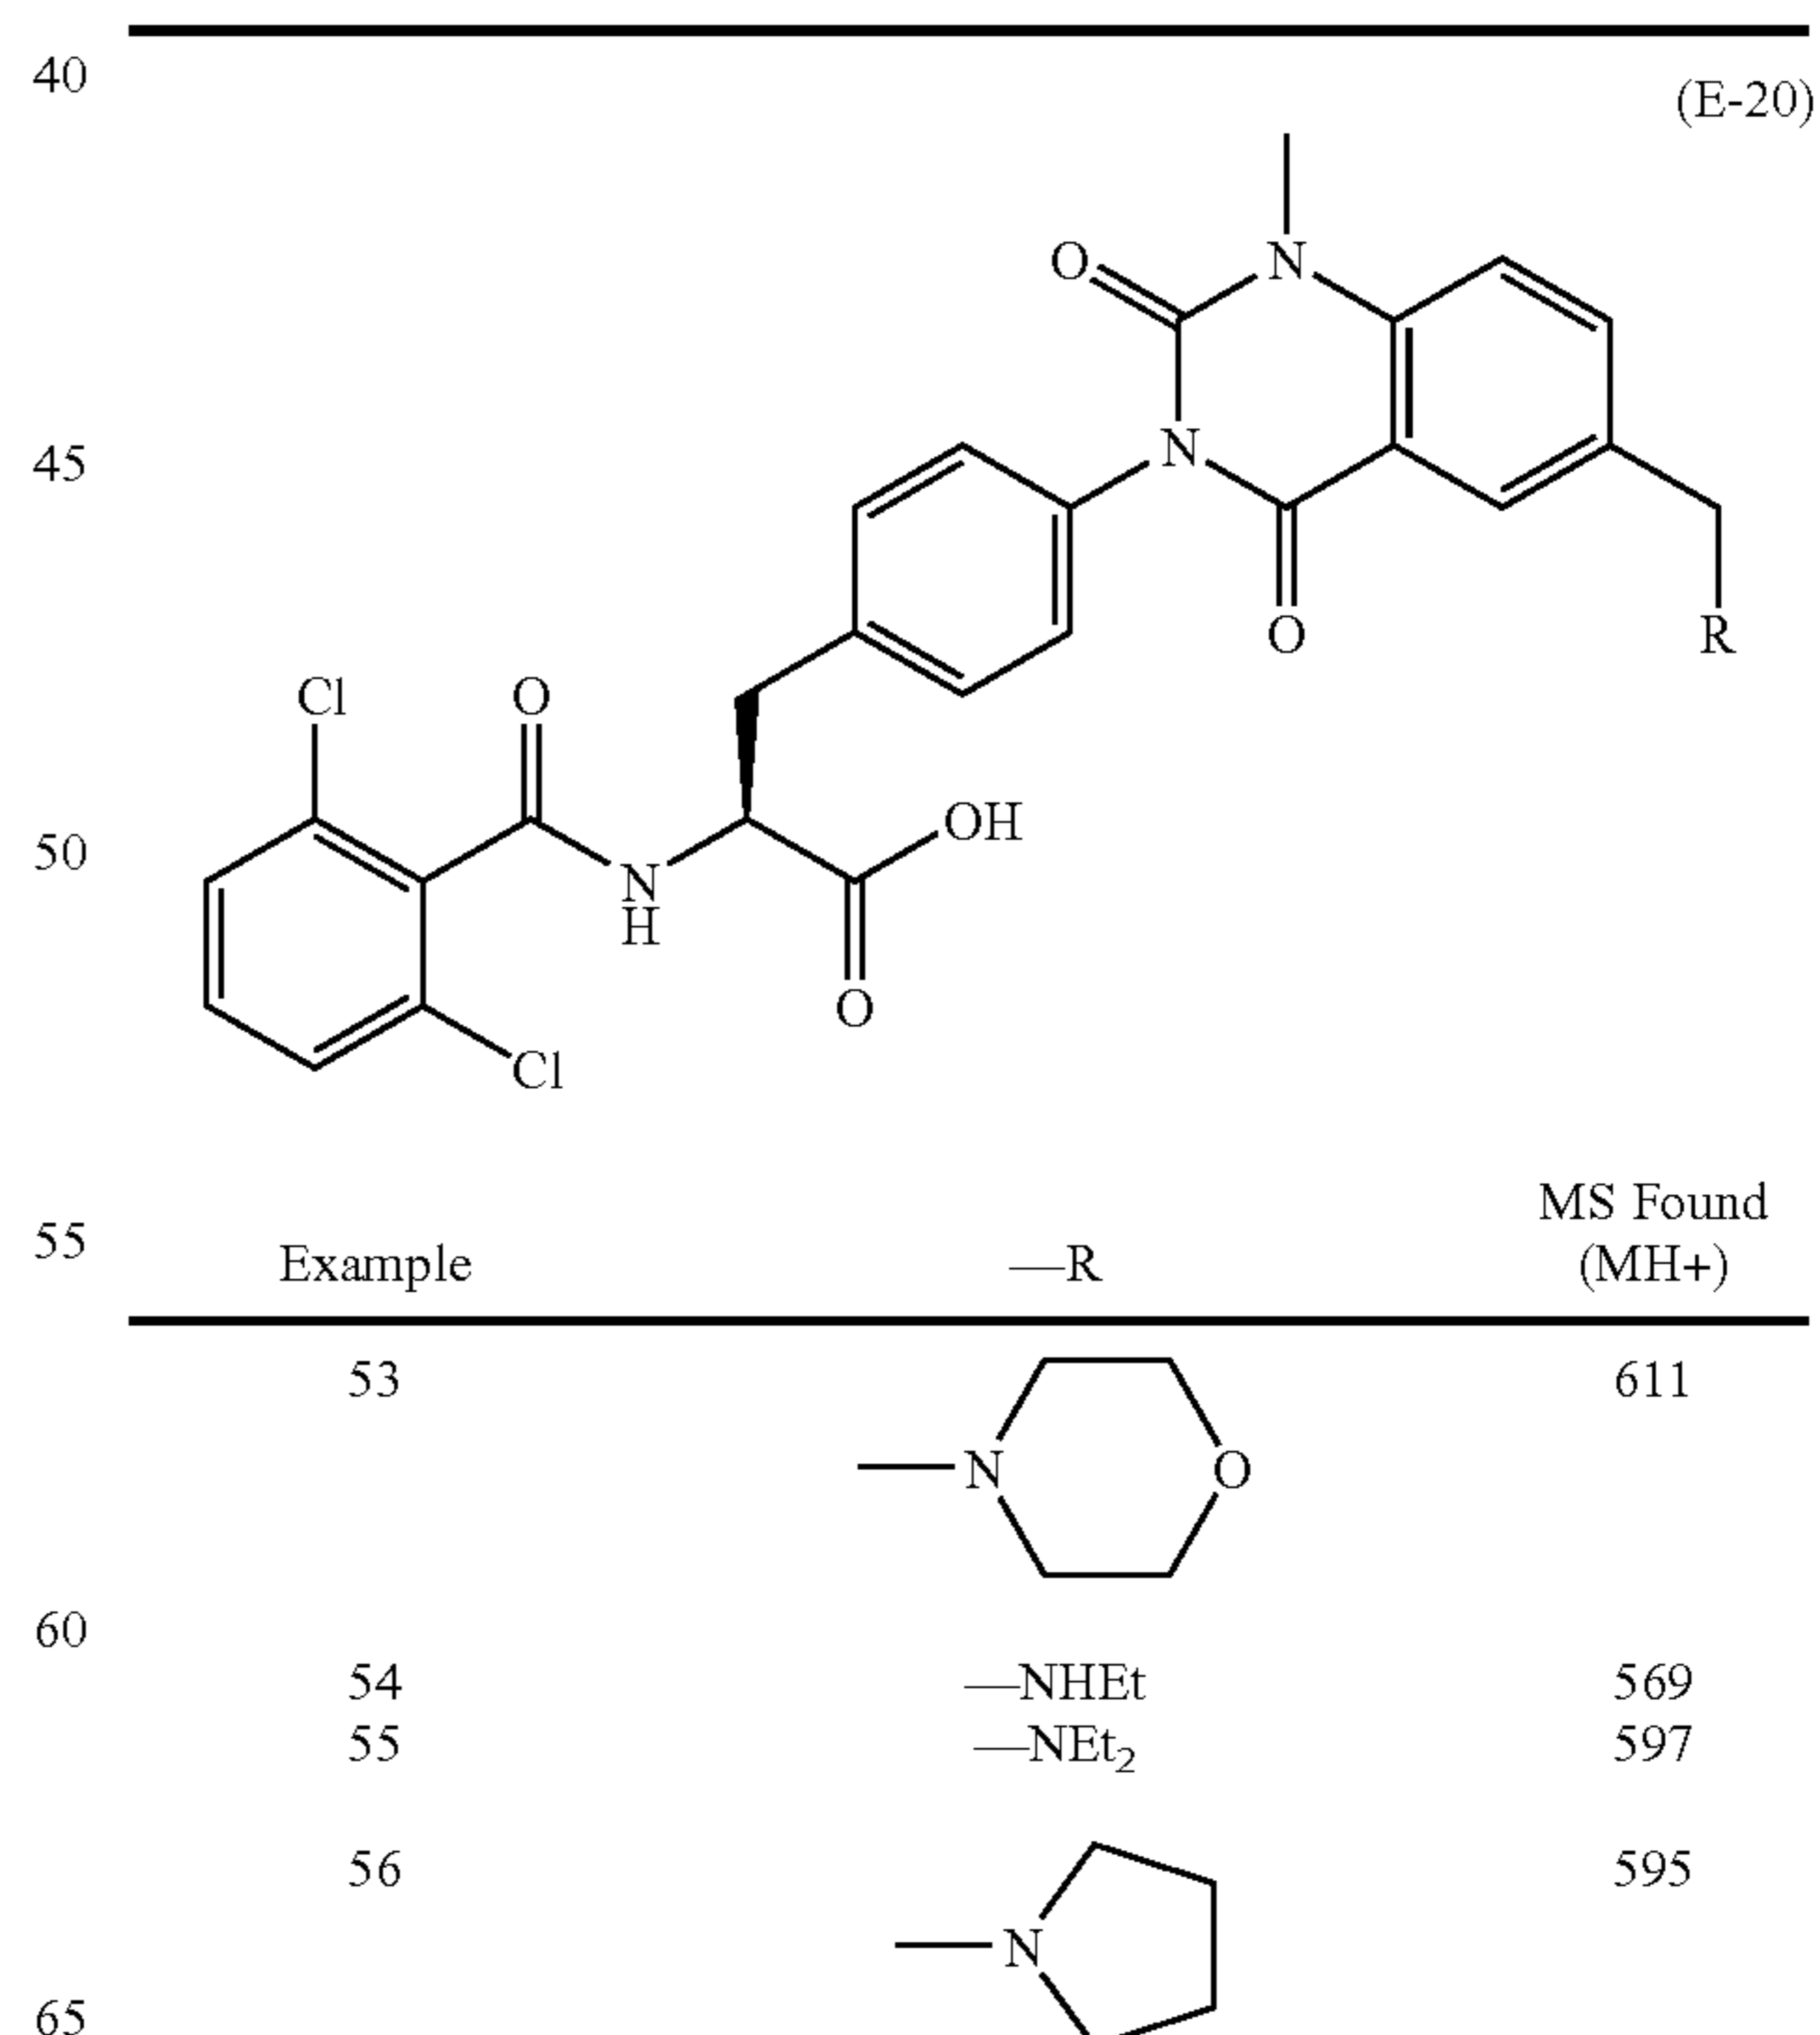 40
(E-20)
O
N
45
N
O
R
Cl
O
50
OH
N
H
O
Cl
MS Found
55
Example
—R
(MH+)
53
611
N
O
60
54
—NHEt
569
55
—NEt₂
597
56
595
N
65